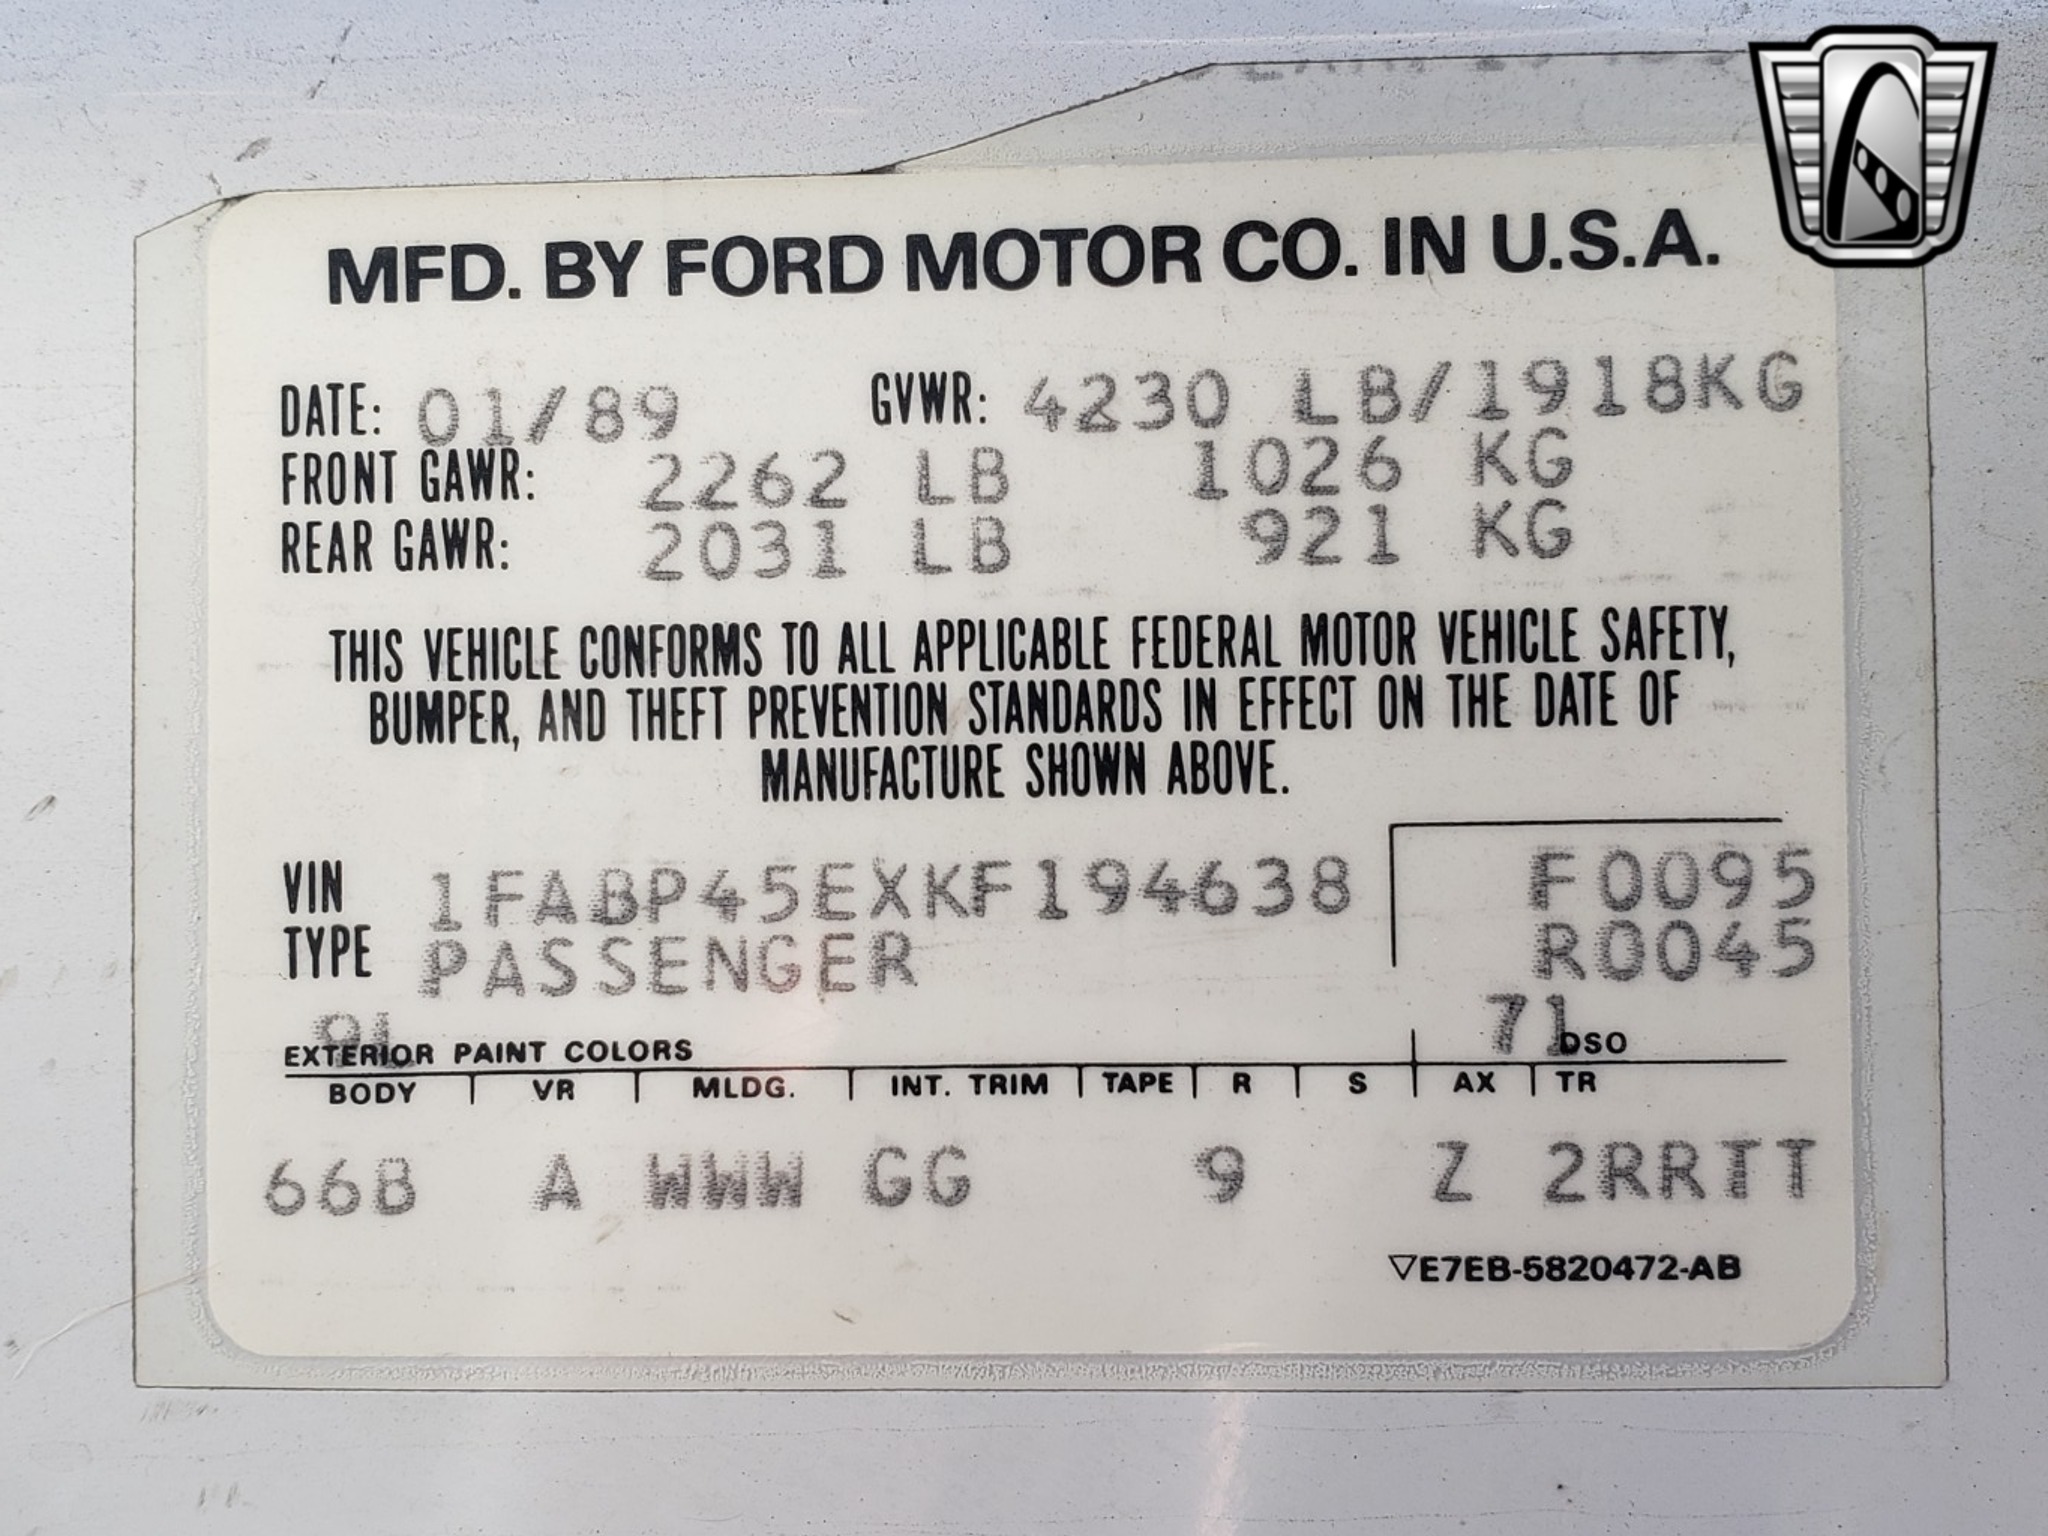 MFD. BY FORD MOTOR CO. IN U.S.A.
DATE: 01/89 GVWR: 4230 LB/1918KG
FRONT GAWR: 2262 LB 1026 KG
REAR GAWR: 2031 LB 921 KG
THIS VEHICLE CONFORMS TO ALL APPLICABLE FEDERAL MOTOR VEHICLE SAFETY,
BUMPER, AND THEFT PREVENTION STANDARDS IN EFFECT ON THE DATE OF
MANUFACTURE SHOWN ABOVE.
VIN 1FABP45EXKF194638 F0095
TYPE PASSENGER R0045
9L 71
EXTERIOR PAINT COLORS DSO
BODY VR MLDG. INT. TRIM TAPE R S AX TR
66B A WWW GG 9 Z 2RRTT
▽E7EB-5820472-AB